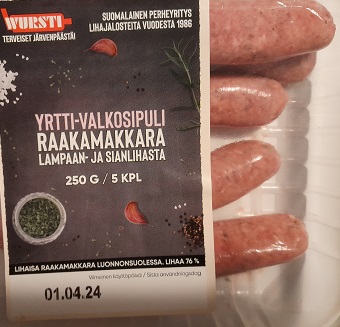 WURSTI
TERVEISET JÄRVENPÄÄSTÄ!
SUOMALAINEN PERHEYRITYS
LIHAJALOSTEITA VUODESTA 1986
YRTTI-VALKOSIPULI
RAAKAMAKKARA
LAMPAAN- JA SIANLIHASTA
250 G / 5 KPL
LIHAISA RAAKAMAKKARA LUONNONSUOLESSA, LIHAA 76 %
Viimeinen käyttöpäivä / Sista användningsdag
01.04.24